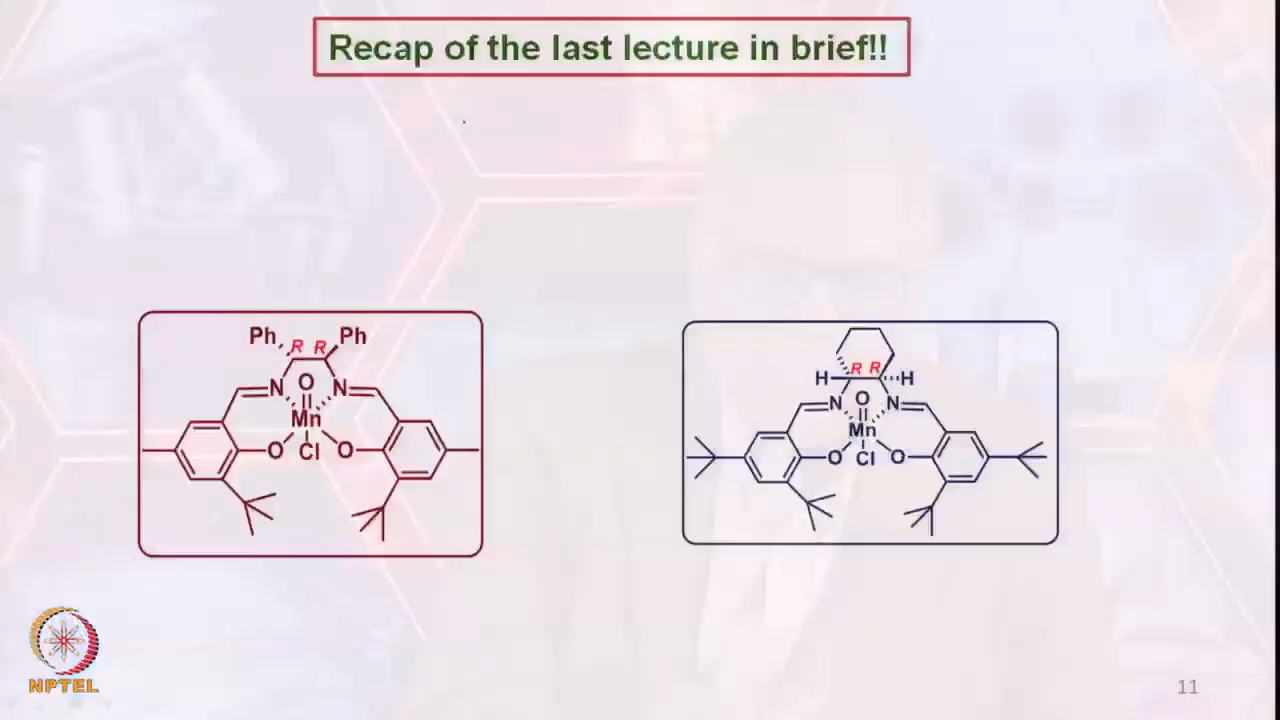 Recap of the last lecture in brief!!
Ph R R Ph
N O N
Mn
O Cl O
H R R H
N O N
Mn
O Cl O
NPTEL
11